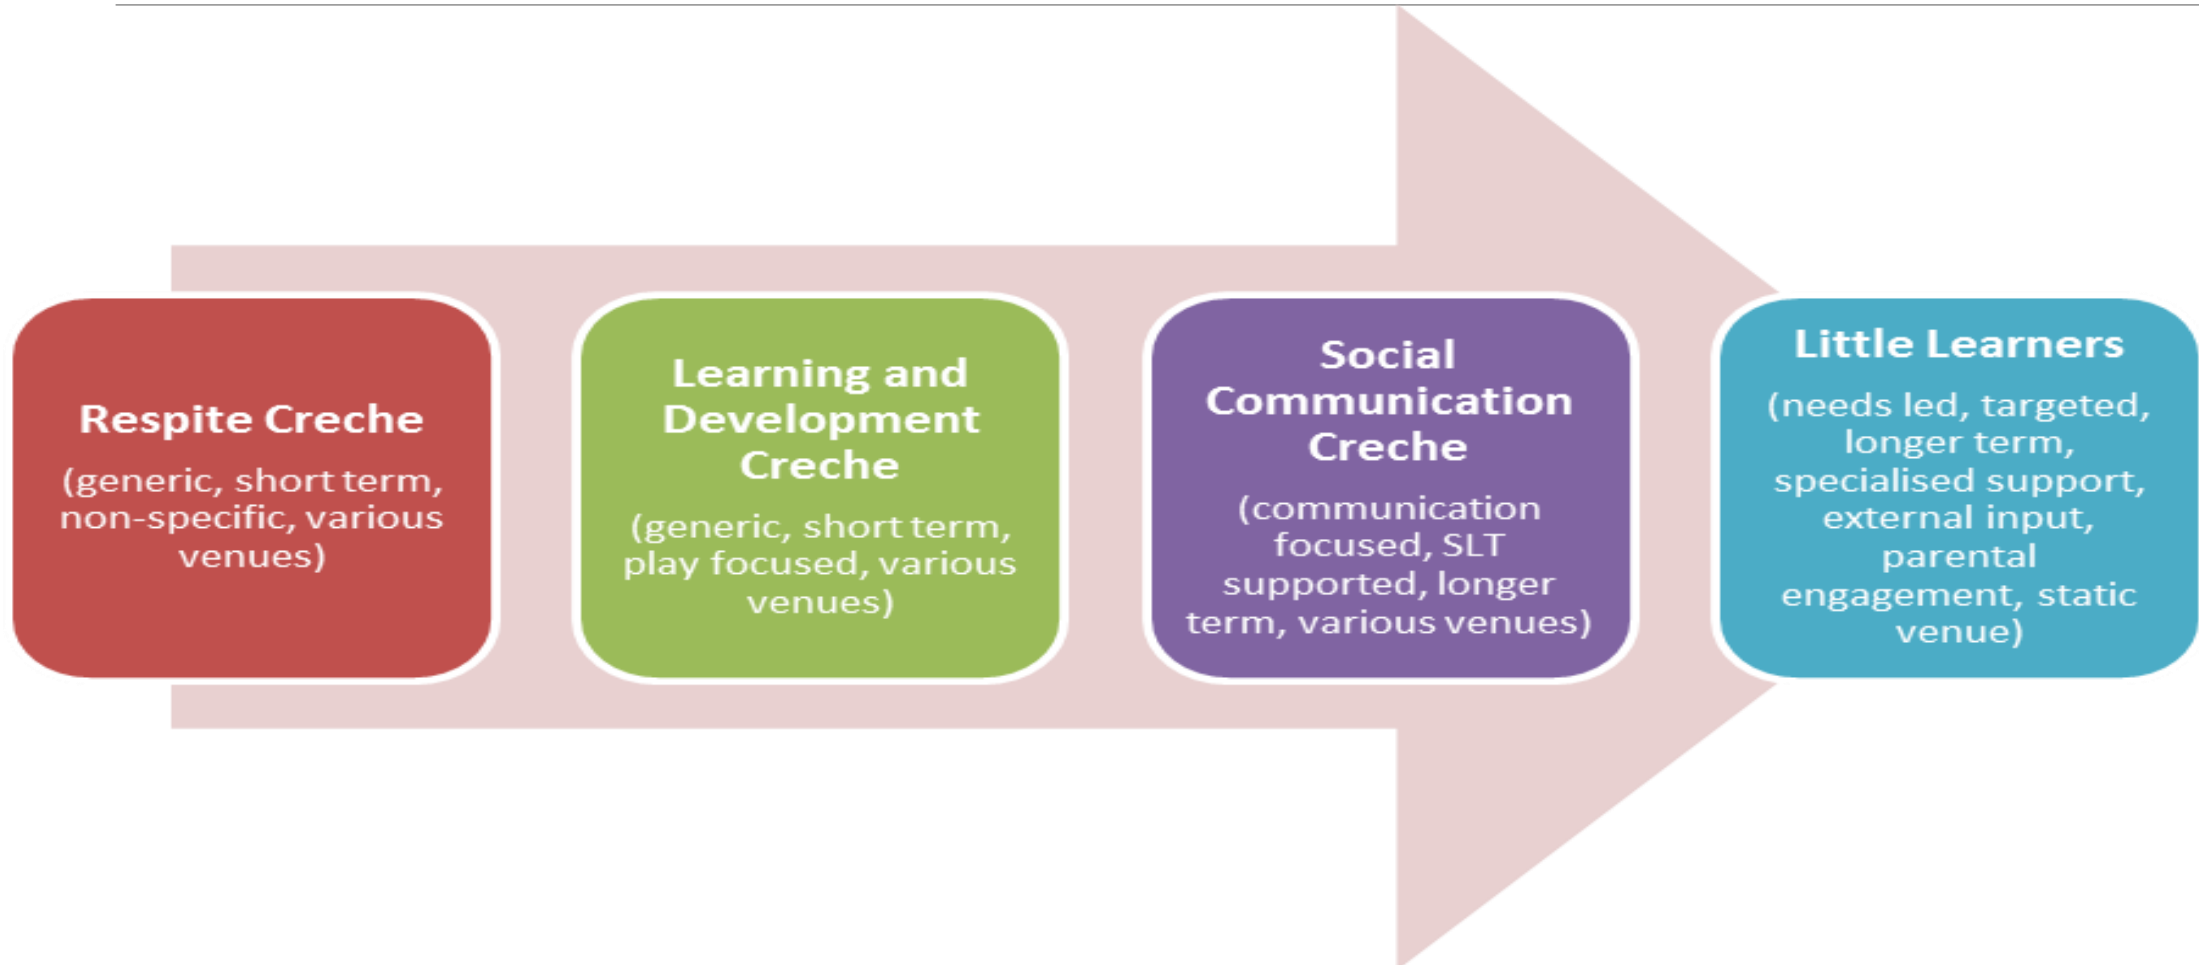 Respite Creche
(generic, short term,
non-specific, various
venues)
Learning and
Development
Creche
(generic, short term,
play focused, various
venues)
Social
Communication
Creche
(communication
focused, SLT
supported, longer
term, various venues)
Little Learners
(needs led, targeted,
longer term,
specialised support,
external input,
parental
engagement, static
venue)